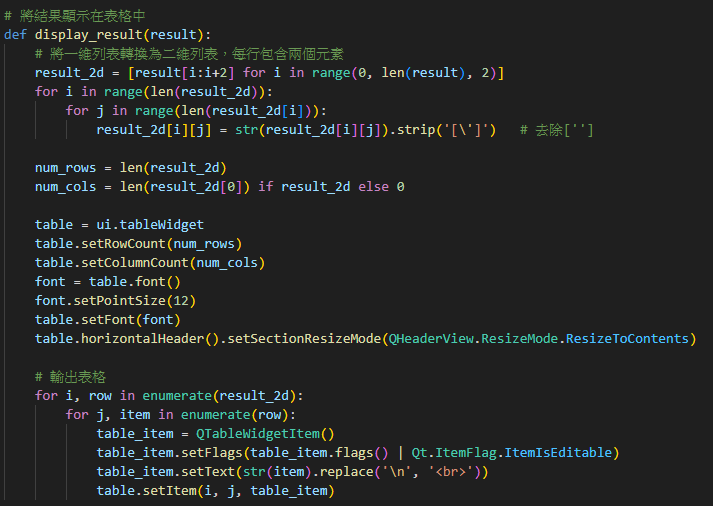 # 將結果顯示在表格中
def display_result(result):
    # 將一維列表轉換為二維列表，每行包含兩個元素
    result_2d = [result[i:i+2] for i in range(0, len(result), 2)]
    for i in range(len(result_2d)):
        for j in range(len(result_2d[i])):
            result_2d[i][j] = str(result_2d[i][j]).strip('[\']')   # 去除['']

    num_rows = len(result_2d)
    num_cols = len(result_2d[0]) if result_2d else 0

    table = ui.tableWidget
    table.setRowCount(num_rows)
    table.setColumnCount(num_cols)
    font = table.font()
    font.setPointSize(12)
    table.setFont(font)
    table.horizontalHeader().setSectionResizeMode(QHeaderView.ResizeMode.ResizeToContents)

    # 輸出表格
    for i, row in enumerate(result_2d):
        for j, item in enumerate(row):
            table_item = QTableWidgetItem()
            table_item.setFlags(table_item.flags() | Qt.ItemFlag.ItemIsEditable)
            table_item.setText(str(item).replace('\n', '<br>'))
            table.setItem(i, j, table_item)